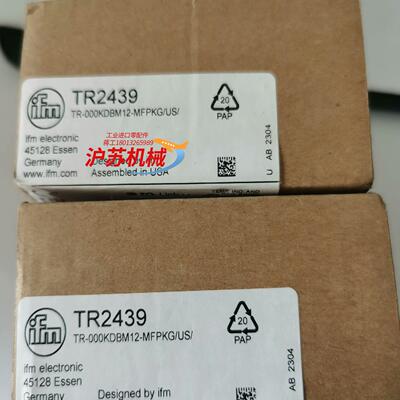 ifm
TR2439
TR-000KDBM12-MFPKG/US/
20
PAP
工业进口零配件
蒋工18013265989
沪苏机械
ifm electronic
45128 Essen
Germany
www.ifm.com
Assembled in USA
U AB 2304
ifm
TR2439
TR-000KDBM12-MFPKG/US/
20
PAP
ifm electronic
45128 Essen
Germany
Designed by ifm
AB 2304